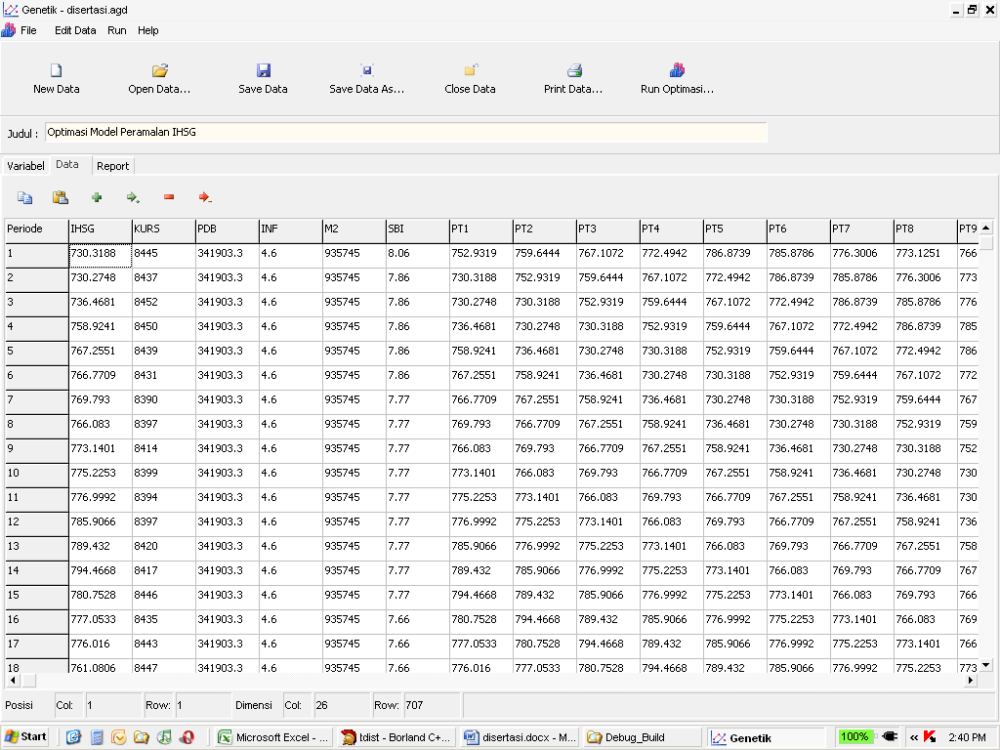 Genetik - disertasi.agd
File Edit Data Run Help
New Data Open Data... Save Data Save Data As... Close Data Print Data... Run Optimasi...
Judul : Optimasi Model Peramalan IHSG
Variabel Data Report
Periode IHSG KURS PDB INF M2 SBI PT1 PT2 PT3 PT4 PT5 PT6 PT7 PT8 PT9
1 730.3188 8445 341903.3 4.6 935745 8.06 752.9319 759.6444 767.1072 772.4942 786.8739 785.8786 776.3006 773.1251 766
2 730.2748 8437 341903.3 4.6 935745 7.86 730.3188 752.9319 759.6444 767.1072 772.4942 786.8739 785.8786 776.3006 773
3 736.4681 8452 341903.3 4.6 935745 7.86 730.2748 730.3188 752.9319 759.6444 767.1072 772.4942 786.8739 785.8786 776
4 758.9241 8450 341903.3 4.6 935745 7.86 736.4681 730.2748 730.3188 752.9319 759.6444 767.1072 772.4942 786.8739 785
5 767.2551 8439 341903.3 4.6 935745 7.86 758.9241 736.4681 730.2748 730.3188 752.9319 759.6444 767.1072 772.4942 786
6 766.7709 8431 341903.3 4.6 935745 7.86 767.2551 758.9241 736.4681 730.2748 730.3188 752.9319 759.6444 767.1072 772
7 769.793 8390 341903.3 4.6 935745 7.77 766.7709 767.2551 758.9241 736.4681 730.2748 730.3188 752.9319 759.6444 767
8 766.083 8397 341903.3 4.6 935745 7.77 769.793 766.7709 767.2551 758.9241 736.4681 730.2748 730.3188 752.9319 759
9 773.1401 8414 341903.3 4.6 935745 7.77 766.083 769.793 766.7709 767.2551 758.9241 736.4681 730.2748 730.3188 752
10 775.2253 8399 341903.3 4.6 935745 7.77 773.1401 766.083 769.793 766.7709 767.2551 758.9241 736.4681 730.2748 730
11 776.9992 8394 341903.3 4.6 935745 7.77 775.2253 773.1401 766.083 769.793 766.7709 767.2551 758.9241 736.4681 730
12 785.9066 8397 341903.3 4.6 935745 7.77 776.9992 775.2253 773.1401 766.083 769.793 766.7709 767.2551 758.9241 736
13 789.432 8420 341903.3 4.6 935745 7.77 785.9066 776.9992 775.2253 773.1401 766.083 769.793 766.7709 767.2551 758
14 794.4668 8417 341903.3 4.6 935745 7.77 789.432 785.9066 776.9992 775.2253 773.1401 766.083 769.793 766.7709 767
15 780.7528 8446 341903.3 4.6 935745 7.77 794.4668 789.432 785.9066 776.9992 775.2253 773.1401 766.083 769.793 766
16 777.0533 8435 341903.3 4.6 935745 7.66 780.7528 794.4668 789.432 785.9066 776.9992 775.2253 773.1401 766.083 769
17 776.016 8443 341903.3 4.6 935745 7.66 777.0533 780.7528 794.4668 789.432 785.9066 776.9992 775.2253 773.1401 766
18 761.0806 8447 341903.3 4.6 935745 7.66 776.016 777.0533 780.7528 794.4668 789.432 785.9066 776.9992 775.2253 773
Posisi Col: 1 Row: 1 Dimensi Col: 26 Row: 707
Start Microsoft Excel - ... tdist - Borland C+... disertasi.docx - M... Debug_Build Genetik 100% « 2:40 PM